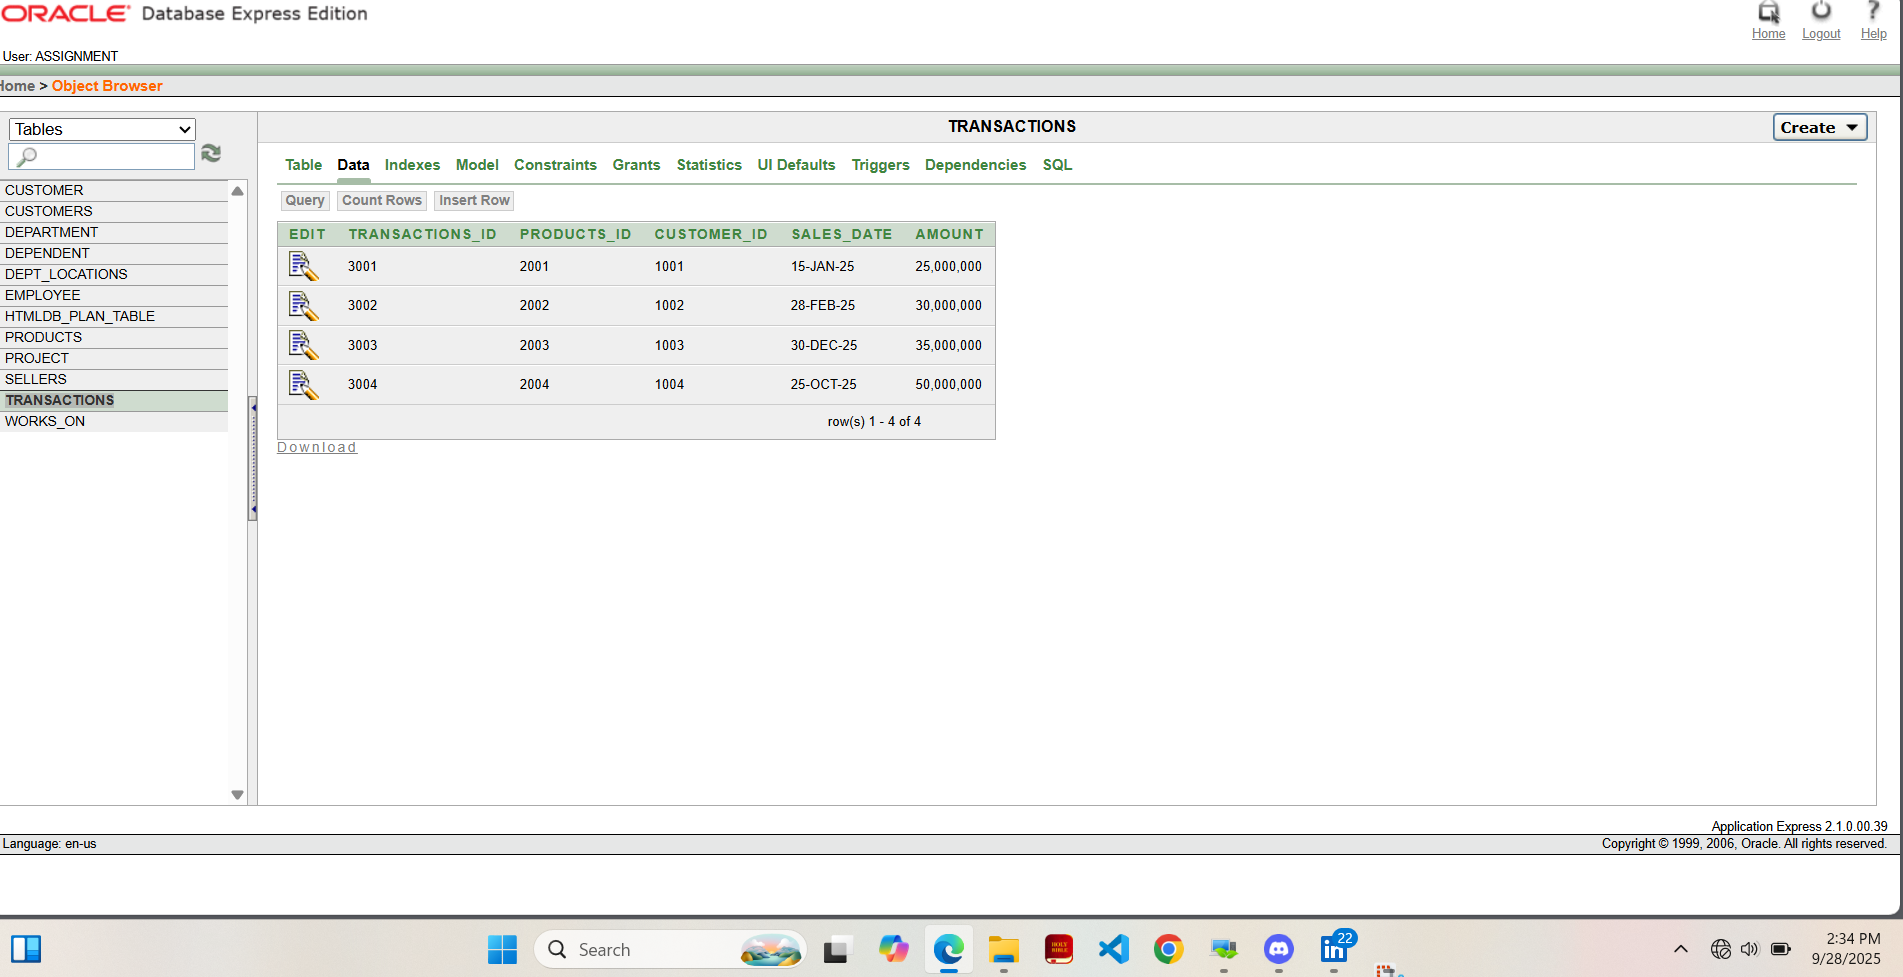 ORACLE® Database Express Edition
Home Logout Help
User: ASSIGNMENT
Home > Object Browser
Tables
TRANSACTIONS
Create
Table Data Indexes Model Constraints Grants Statistics UI Defaults Triggers Dependencies SQL
Query Count Rows Insert Row
CUSTOMER
CUSTOMERS
DEPARTMENT
DEPENDENT
DEPT_LOCATIONS
EMPLOYEE
HTMLDB_PLAN_TABLE
PRODUCTS
PROJECT
SELLERS
TRANSACTIONS
WORKS_ON
EDIT TRANSACTIONS_ID PRODUCTS_ID CUSTOMER_ID SALES_DATE AMOUNT
3001 2001 1001 15-JAN-25 25,000,000
3002 2002 1002 28-FEB-25 30,000,000
3003 2003 1003 30-DEC-25 35,000,000
3004 2004 1004 25-OCT-25 50,000,000
row(s) 1 - 4 of 4
Download
Application Express 2.1.0.00.39
Language: en-us
Copyright © 1999, 2006, Oracle. All rights reserved.
Search
HOLY BIBLE
in
22
2:34 PM
9/28/2025